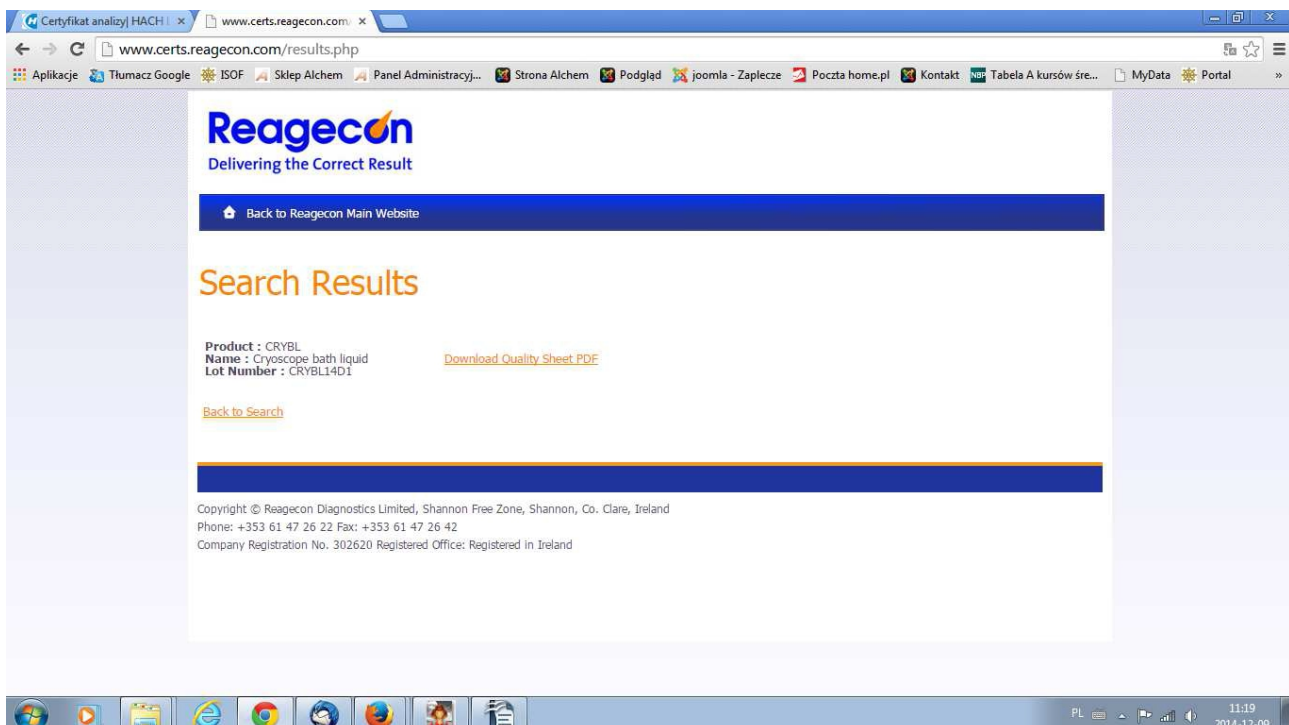 Certyfikat analizy| HACH L
www.certs.reagecon.com/
www.certs.reagecon.com/results.php
Aplikacje Tłumacz Google ISOF Sklep Alchem Panel Administracyj... Strona Alchem Podgląd joomla - Zaplecze Poczta home.pl Kontakt NBP Tabela A kursów śre... MyData Portal »
Reagecon
Delivering the Correct Result
Back to Reagecon Main Website
Search Results
Product : CRYBL
Name : Cryoscope bath liquid
Lot Number : CRYBL14D1
Download Quality Sheet PDF
Back to Search
Copyright © Reagecon Diagnostics Limited, Shannon Free Zone, Shannon, Co. Clare, Ireland
Phone: +353 61 47 26 22 Fax: +353 61 47 26 42
Company Registration No. 302620 Registered Office: Registered in Ireland
PL
11:19
2014-12-09